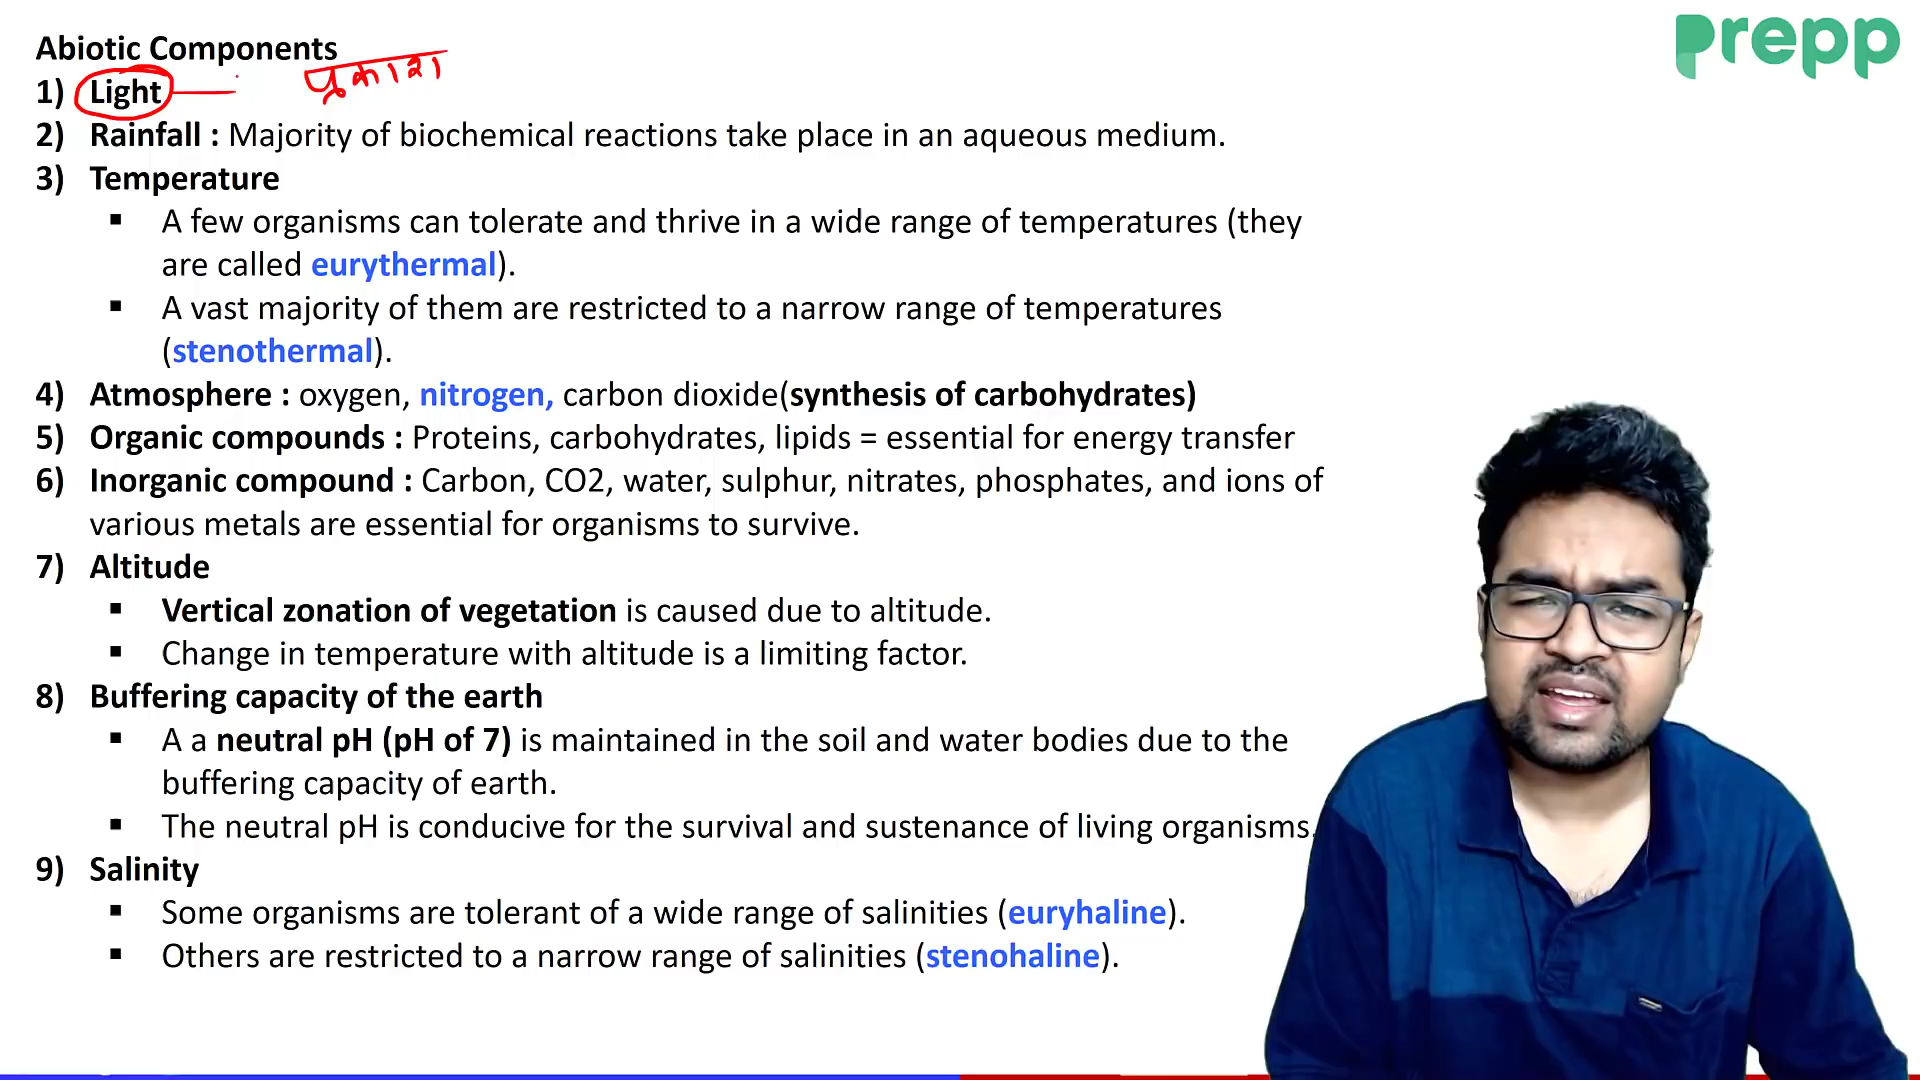 prepp
Abiotic Components
1) Light
प्रकाश
2) Rainfall : Majority of biochemical reactions take place in an aqueous medium.
3) Temperature
▪ A few organisms can tolerate and thrive in a wide range of temperatures (they
are called eurythermal).
▪ A vast majority of them are restricted to a narrow range of temperatures
(stenothermal).
4) Atmosphere : oxygen, nitrogen, carbon dioxide(synthesis of carbohydrates)
5) Organic compounds : Proteins, carbohydrates, lipids = essential for energy transfer
6) Inorganic compound : Carbon, CO2, water, sulphur, nitrates, phosphates, and ions of
various metals are essential for organisms to survive.
7) Altitude
▪ Vertical zonation of vegetation is caused due to altitude.
▪ Change in temperature with altitude is a limiting factor.
8) Buffering capacity of the earth
▪ A a neutral pH (pH of 7) is maintained in the soil and water bodies due to the
buffering capacity of earth.
▪ The neutral pH is conducive for the survival and sustenance of living organisms.
9) Salinity
▪ Some organisms are tolerant of a wide range of salinities (euryhaline).
▪ Others are restricted to a narrow range of salinities (stenohaline).